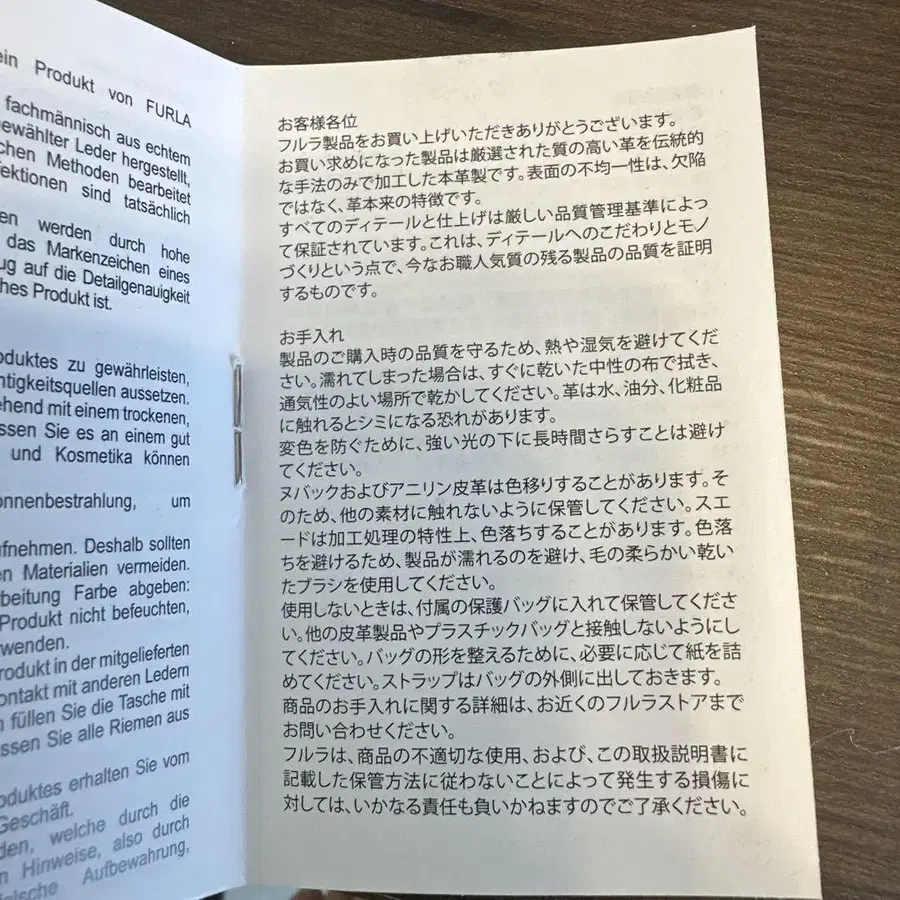 ein Produkt von FURLA
fachmännisch aus echtem
gewählter Leder hergestellt,
chen Methoden bearbeitet
fektionen sind tatsächlich
en werden durch hohe
das Markenzeichen eines
ug auf die Detailgenauigkeit
ches Produkt ist.
oduktes zu gewährleisten,
htigkeitsquellen aussetzen.
ehend mit einem trockenen,
ssen Sie es an einem gut
und Kosmetika können
onnenbestrahlung, um
ufnehmen. Deshalb sollten
en Materialien vermeiden.
rbeitung Farbe abgeben:
Produkt nicht befeuchten,
wenden.
rodukt in der mitgelieferten
ontakt mit anderen Ledern
n füllen Sie die Tasche mit
ssen Sie alle Riemen aus
oduktes erhalten Sie vom
Geschäft.
den, welche durch die
n Hinweise, also durch
gische Aufbewahrung,
お客様各位
フルラ製品をお買い上げいただきありがとうございます。
お買い求めになった製品は厳選された質の高い革を伝統的
な手法のみで加工した本革製です。表面の不均一性は、欠陥
ではなく、革本来の特徴です。
すべてのディテールと仕上げは厳しい品質管理基準によっ
て保証されています。これは、ディテールへのこだわりとモノ
づくりという点で、今なお職人気質の残る製品の品質を証明
するものです。
お手入れ
製品のご購入時の品質を守るため、熱や湿気を避けてくだ
さい。濡れてしまった場合は、すぐに乾いた中性の布で拭き、
通気性のよい場所で乾かしてください。革は水、油分、化粧品
に触れるとシミになる恐れがあります。
変色を防ぐために、強い光の下に長時間さらすことは避け
てください。
ヌバックおよびアニリン皮革は色移りすることがあります。そ
のため、他の素材に触れないように保管してください。スエ
ードは加工処理の特性上、色落ちすることがあります。色落
ちを避けるため、製品が濡れるのを避け、毛の柔らかい乾い
たブラシを使用してください。
使用しないときは、付属の保護バッグに入れて保管してくださ
い。他の皮革製品やプラスチックバッグと接触しないようにし
てください。バッグの形を整えるために、必要に応じて紙を詰
めてください。ストラップはバッグの外側に出しておきます。
商品のお手入れに関する詳細は、お近くのフルラストアまで
お問い合わせください。
フルラは、商品の不適切な使用、および、この取扱説明書に
記載した保管方法に従わないことによって発生する損傷に
対しては、いかなる責任も負いかねますのでご了承ください。